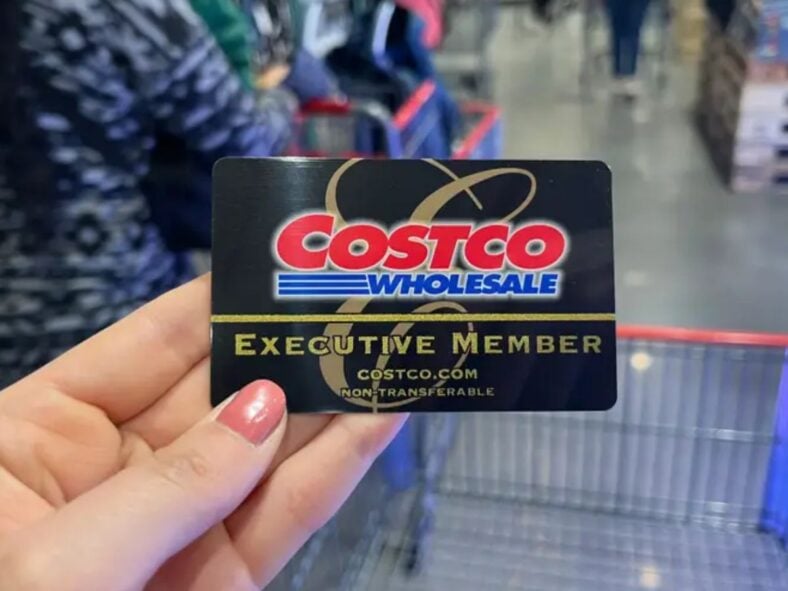 COSTCO
WHOLESALE
EXECUTIVE MEMBER
COSTCO.COM
NON-TRANSFERABLE